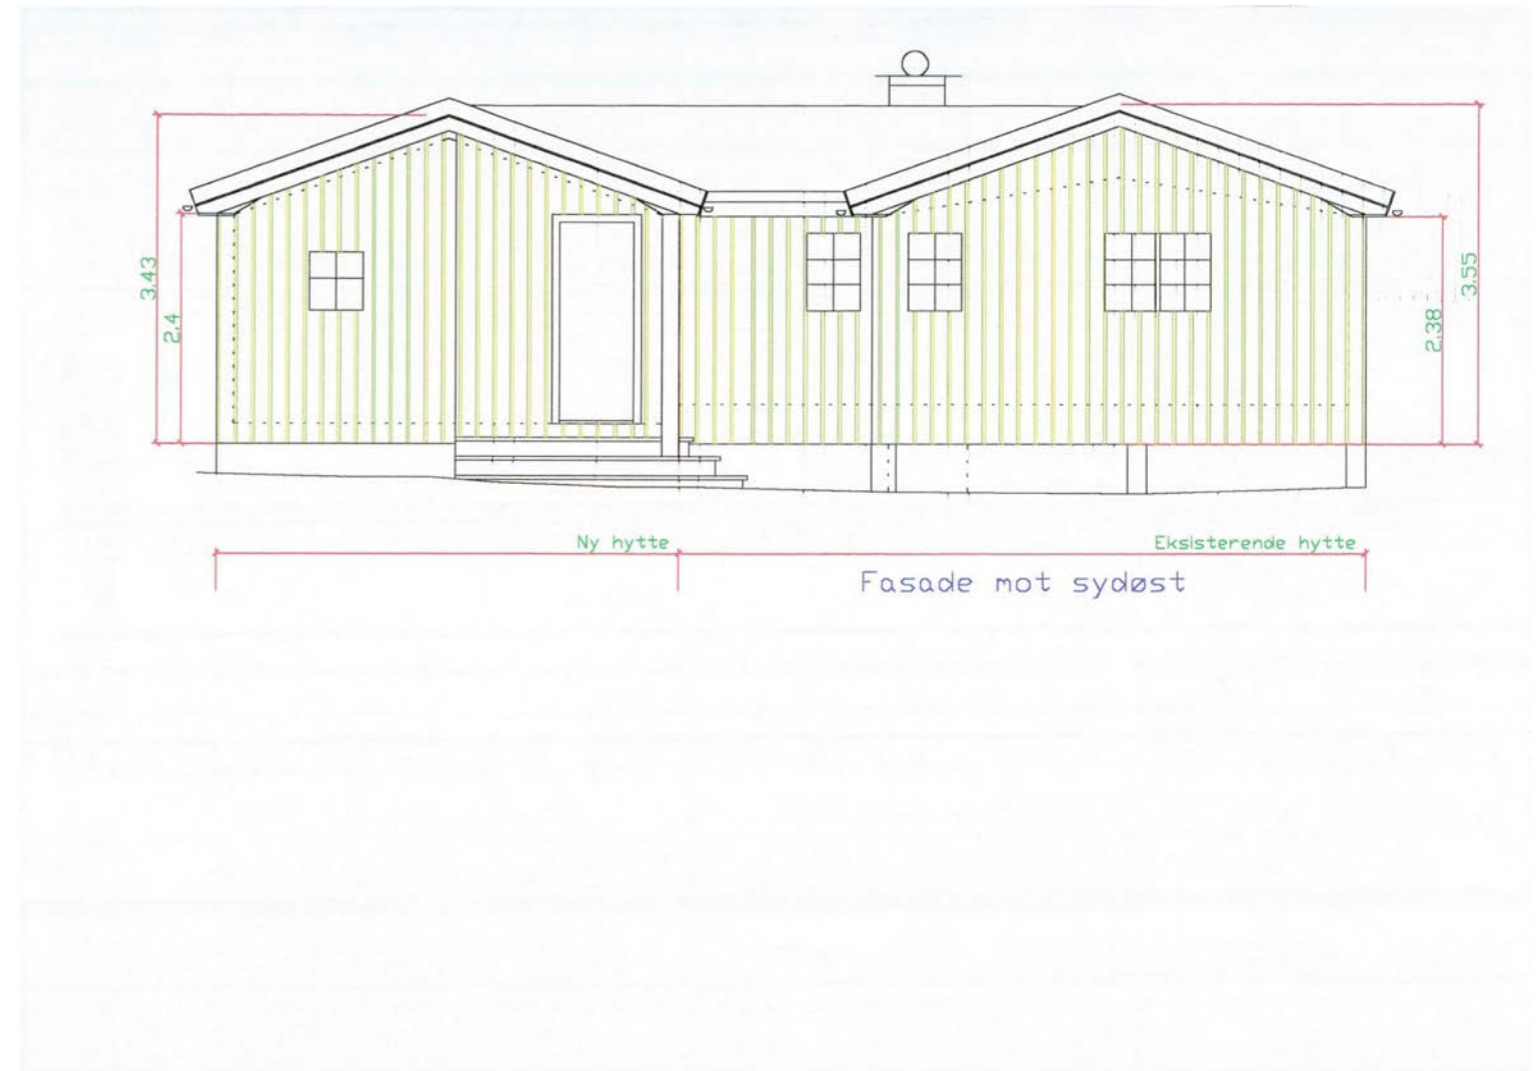 3.43
2,4
3.55
2,38
Ny hytte
Eksisterende hytte
Fasade mot sydøst